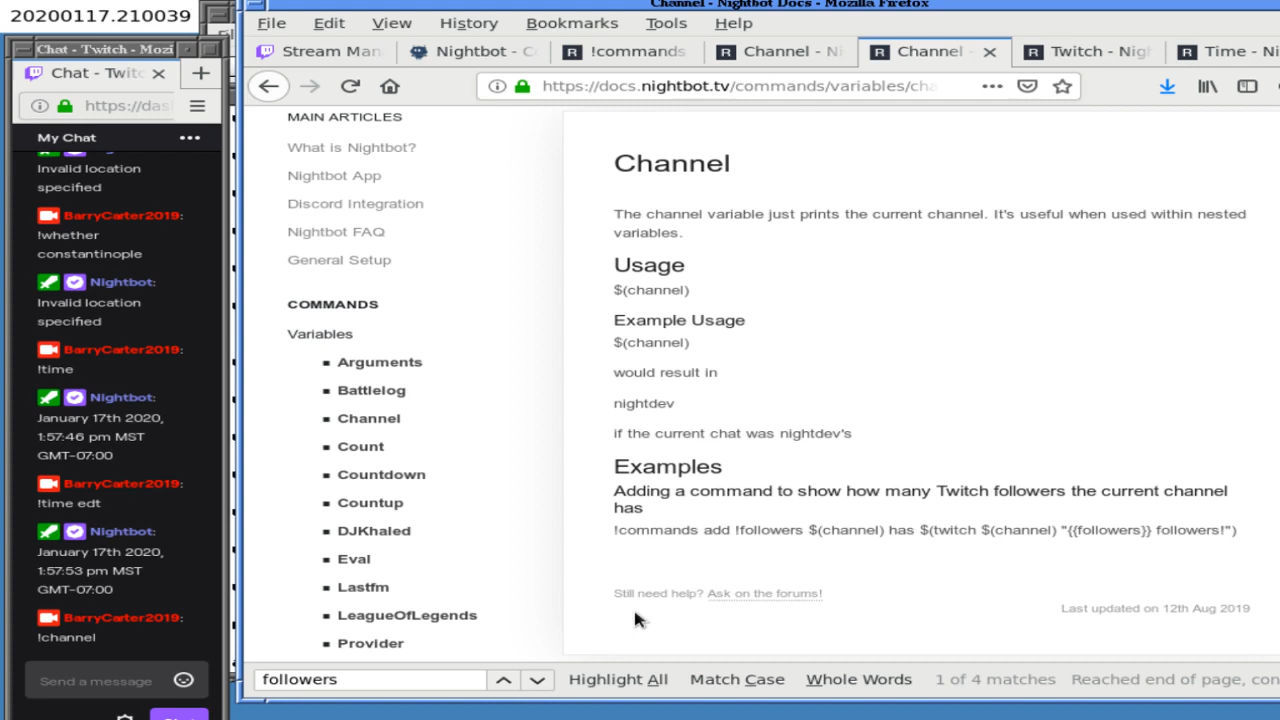 20200117.210039
Chat - Twitch - Mozi
Chat - Twitc
https://das
My Chat
Invalid location
specified
BarryCarter2019:
!whether
constantinople
Nightbot:
Invalid location
specified
BarryCarter2019:
!time
Nightbot:
January 17th 2020,
1:57:46 pm MST
GMT-07:00
BarryCarter2019:
!time edt
Nightbot:
January 17th 2020,
1:57:53 pm MST
GMT-07:00
BarryCarter2019:
!channel
Send a message
Channel - Nightbot Docs - Mozilla Firefox
File Edit View History Bookmarks Tools Help
Stream Man Nightbot - C !commands Channel - Ni Channel - Twitch - Nig Time - Ni
https://docs.nightbot.tv/commands/variables/cha
MAIN ARTICLES
What is Nightbot?
Nightbot App
Discord Integration
Nightbot FAQ
General Setup
COMMANDS
Variables
Arguments
Battlelog
Channel
Count
Countdown
Countup
DJKhaled
Eval
Lastfm
LeagueOfLegends
Provider
Channel
The channel variable just prints the current channel. It's useful when used within nested
variables.
Usage
$(channel)
Example Usage
$(channel)
would result in
nightdev
if the current chat was nightdev's
Examples
Adding a command to show how many Twitch followers the current channel
has
!commands add !followers $(channel) has $(twitch $(channel) "{{followers}} followers!")
Still need help? Ask on the forums!
Last updated on 12th Aug 2019
followers Highlight All Match Case Whole Words 1 of 4 matches Reached end of page, con